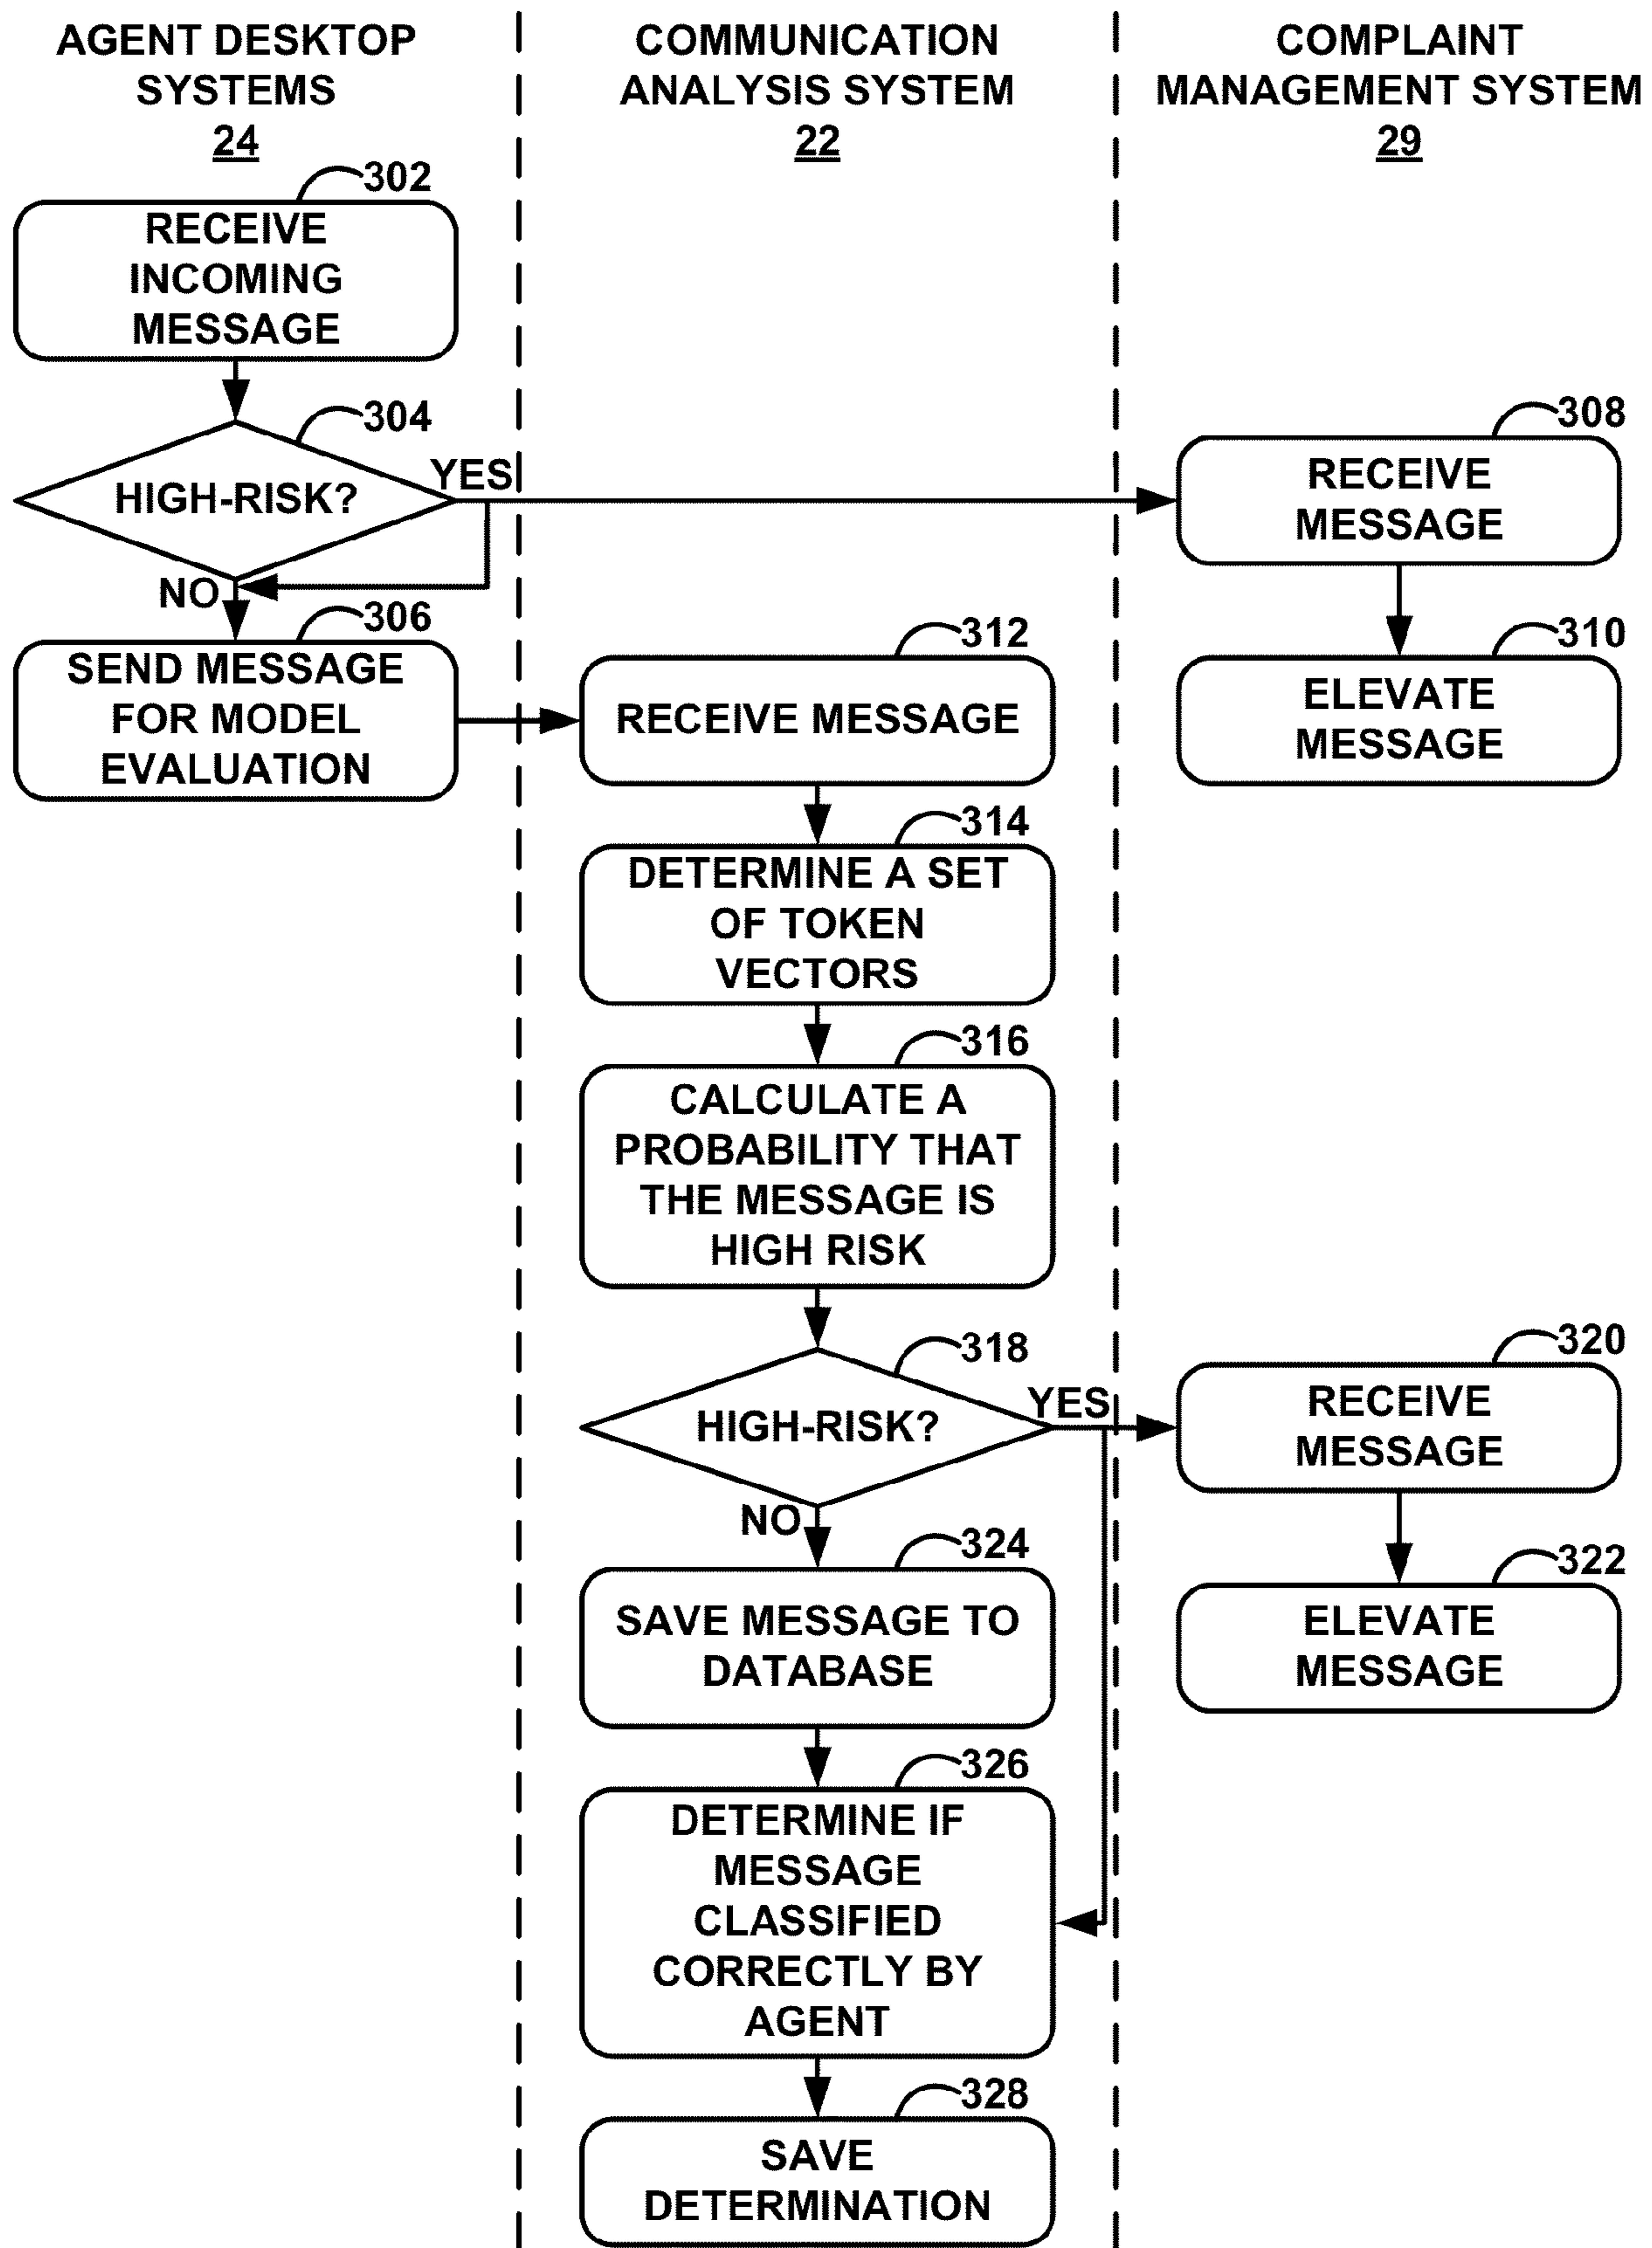 AGENT DESKTOP
SYSTEMS
24
COMMUNICATION
ANALYSIS SYSTEM
22
COMPLAINT
MANAGEMENT SYSTEM
29
302
RECEIVE
INCOMING
MESSAGE
304
HIGH-RISK?
YES
NO
308
RECEIVE
MESSAGE
306
SEND MESSAGE
FOR MODEL
EVALUATION
310
ELEVATE
MESSAGE
312
RECEIVE MESSAGE
314
DETERMINE A SET
OF TOKEN
VECTORS
316
CALCULATE A
PROBABILITY THAT
THE MESSAGE IS
HIGH RISK
318
HIGH-RISK?
YES
NO
320
RECEIVE
MESSAGE
322
ELEVATE
MESSAGE
324
SAVE MESSAGE TO
DATABASE
326
DETERMINE IF
MESSAGE
CLASSIFIED
CORRECTLY BY
AGENT
328
SAVE
DETERMINATION